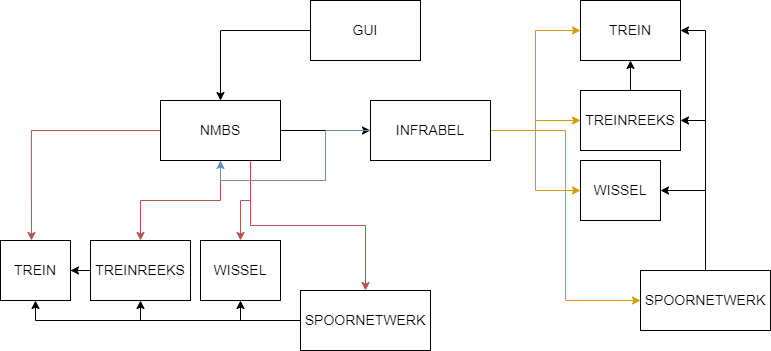 GUI
TREIN
NMBS
INFRABEL
TREINREEKS
WISSEL
TREIN
TREINREEKS
WISSEL
SPOORNETWERK
SPOORNETWERK